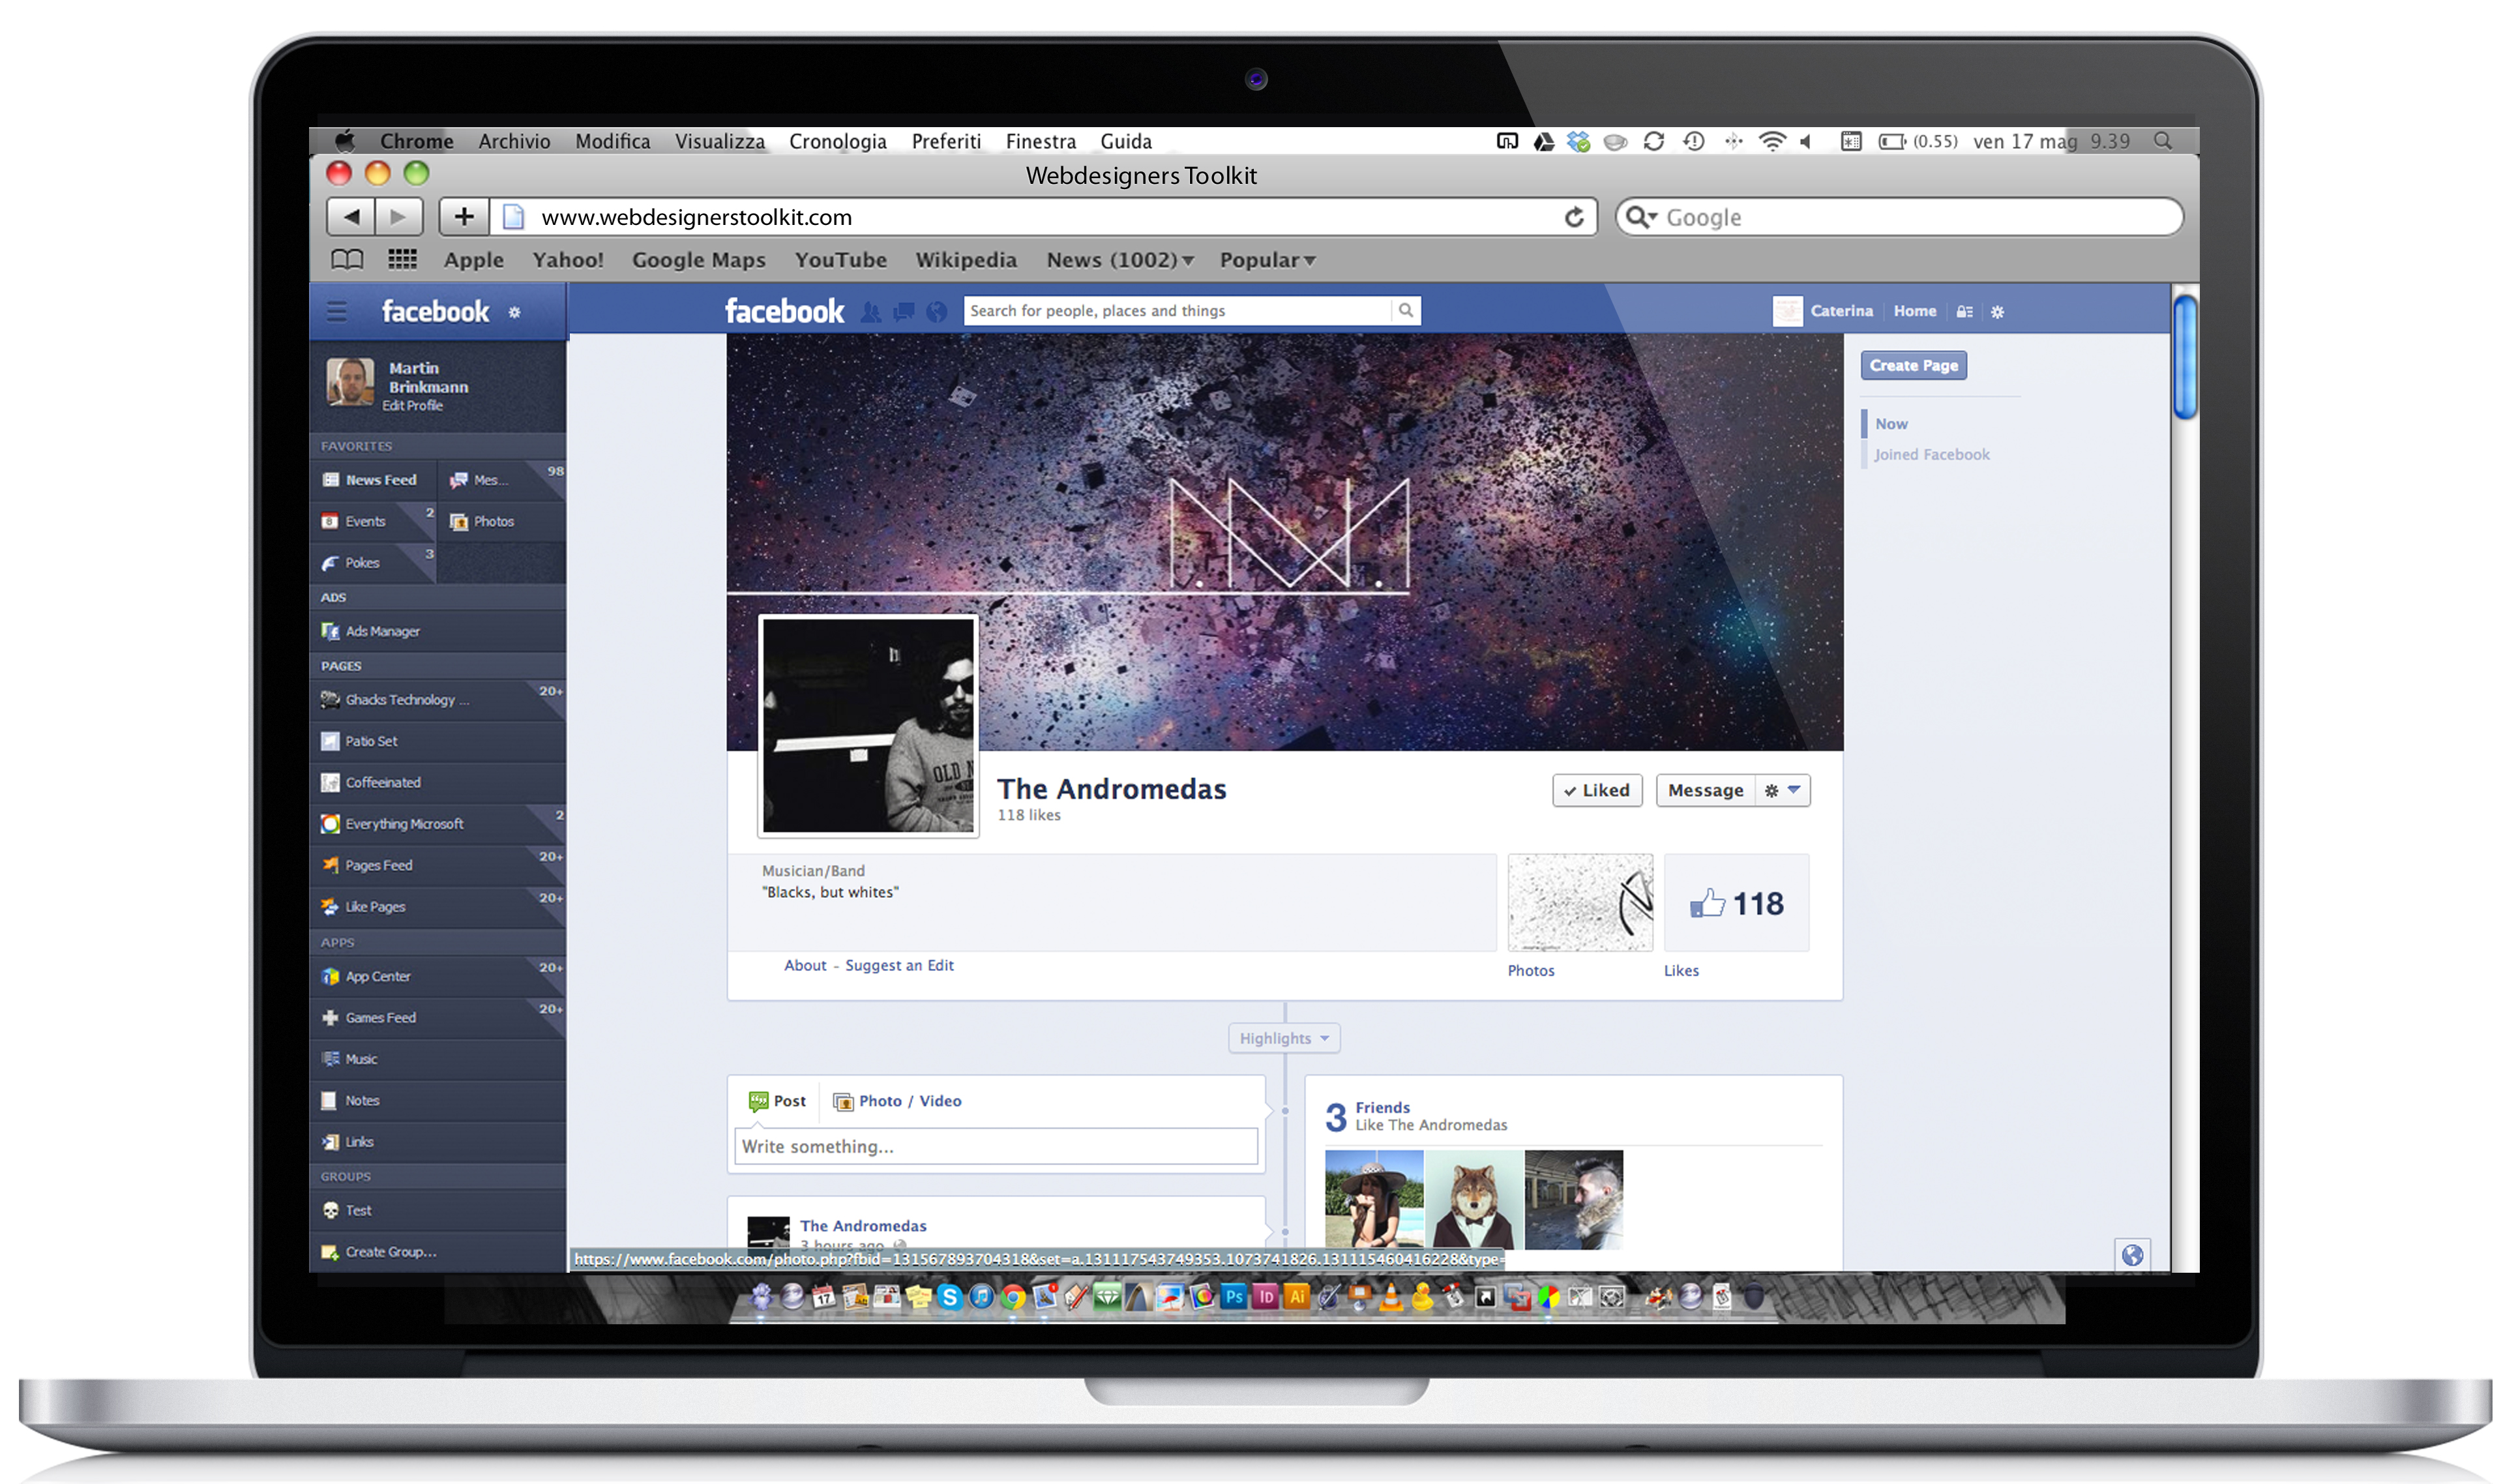 Chrome Archivio Modifica Visualizza Cronologia Preferiti Finestra Guida (0.55) ven 17 mag 9.39
Webdesigners Toolkit
www.webdesignerstoolkit.com Google
Apple Yahoo! Google Maps YouTube Wikipedia News (1002) Popular
facebook
Martin
Brinkmann
Edit Profile
FAVORITES
News Feed
Mes... 98
Events 2
Photos
Pokes 3
ADS
Ads Manager
PAGES
Ghacks Technology ... 20+
Patio Set
Coffeeinated
Everything Microsoft 2
Pages Feed 20+
Like Pages 20+
APPS
App Center 20+
Games Feed 20+
Music
Notes
Links
GROUPS
Test
Create Group...
facebook Search for people, places and things Caterina Home
Create Page
Now
Joined Facebook
OLD N
The Andromedas
118 likes
Liked
Message
Musician/Band
"Blacks, but whites"
118
About - Suggest an Edit
Photos
Likes
Highlights
Post Photo / Video
Write something...
3 Friends
Like The Andromedas
The Andromedas
3 hours ago
https://www.facebook.com/photo.php?fbid=131567893704318&set=a.131117543749353.1073741826.131115460416228&type=
17 Ps ID Ai